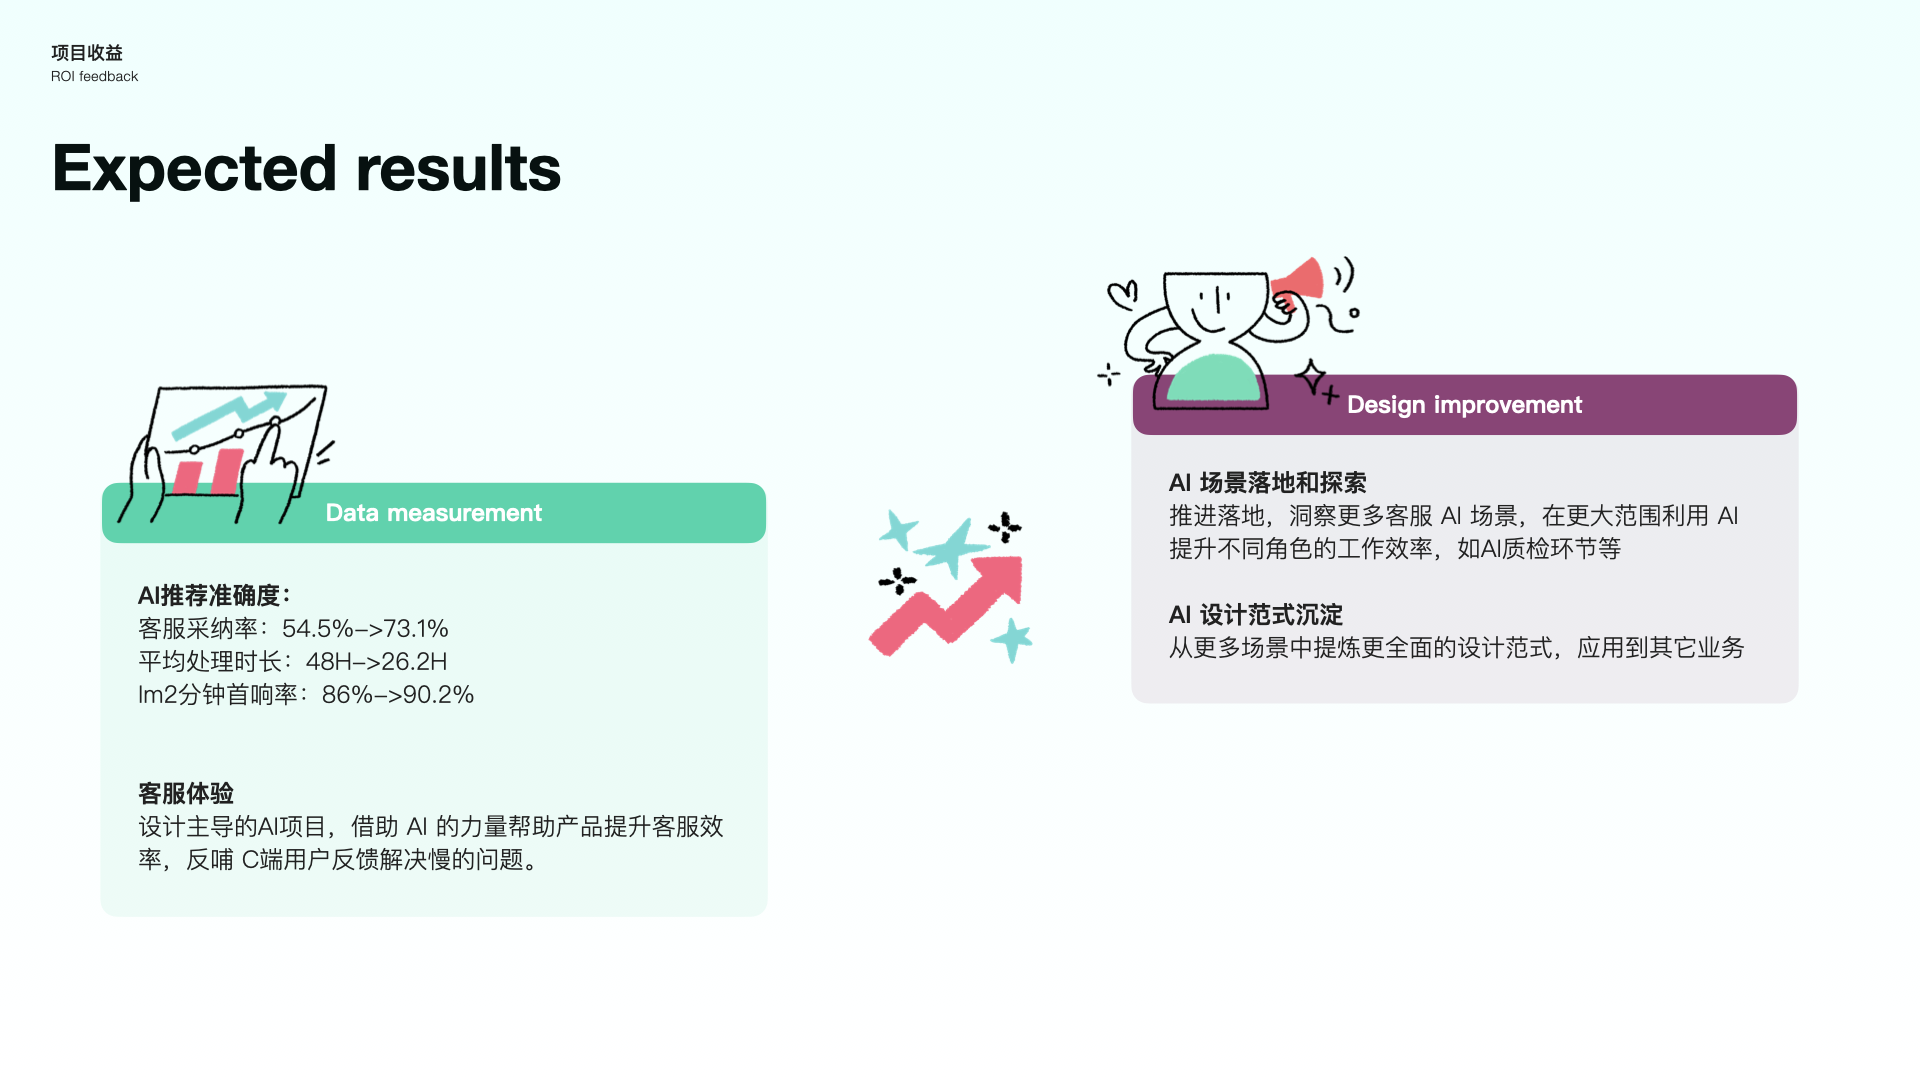 项目收益
ROI feedback
Expected results
Data measurement
AI推荐准确度：
客服采纳率：54.5%–>73.1%
平均处理时长：48H–>26.2H
Im2分钟首响率：86%–>90.2%
客服体验
设计主导的AI项目，借助 AI 的力量帮助产品提升客服效
率，反哺 C端用户反馈解决慢的问题。
Design improvement
AI 场景落地和探索
推进落地，洞察更多客服 AI 场景，在更大范围利用 AI
提升不同角色的工作效率，如AI质检环节等
AI 设计范式沉淀
从更多场景中提炼更全面的设计范式，应用到其它业务